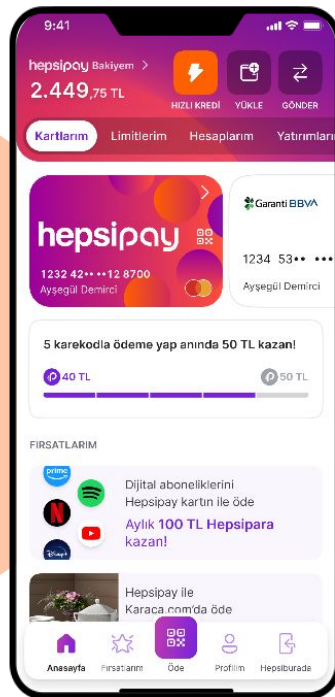 9:41
hepsipay Bakiyem >
2.449,75 TL
HIZLI KREDİ
YÜKLE
GÖNDER
Kartlarım
Limitlerim
Hesaplarım
Yatırımları
hepsipay
1232 42•• ••12 8700
Ayşegül Demirci
Garanti BBVA
1234 53•• •••
Ayşegül Demirci
5 karekodla ödeme yap anında 50 TL kazan!
40 TL
50 TL
FIRSATLARIM
prime
Disney+
Dijital aboneliklerini
Hepsipay kartın ile öde
Aylık 100 TL Hepsipara
kazan!
Hepsipay ile
Karaca.com'da öde
Anasayfa
Fırsatlarım
Öde
Profilim
Hepsiburada